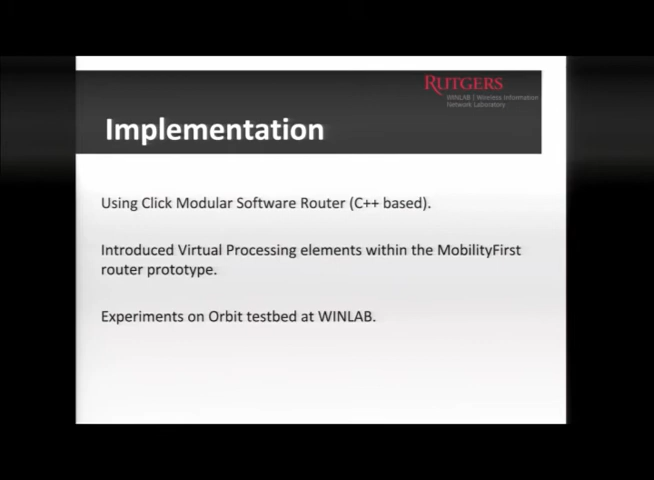 RUTGERS
WINLAB | Wireless Information
Network Laboratory
Implementation
Using Click Modular Software Router (C++ based).
Introduced Virtual Processing elements within the MobilityFirst
router prototype.
Experiments on Orbit testbed at WINLAB.